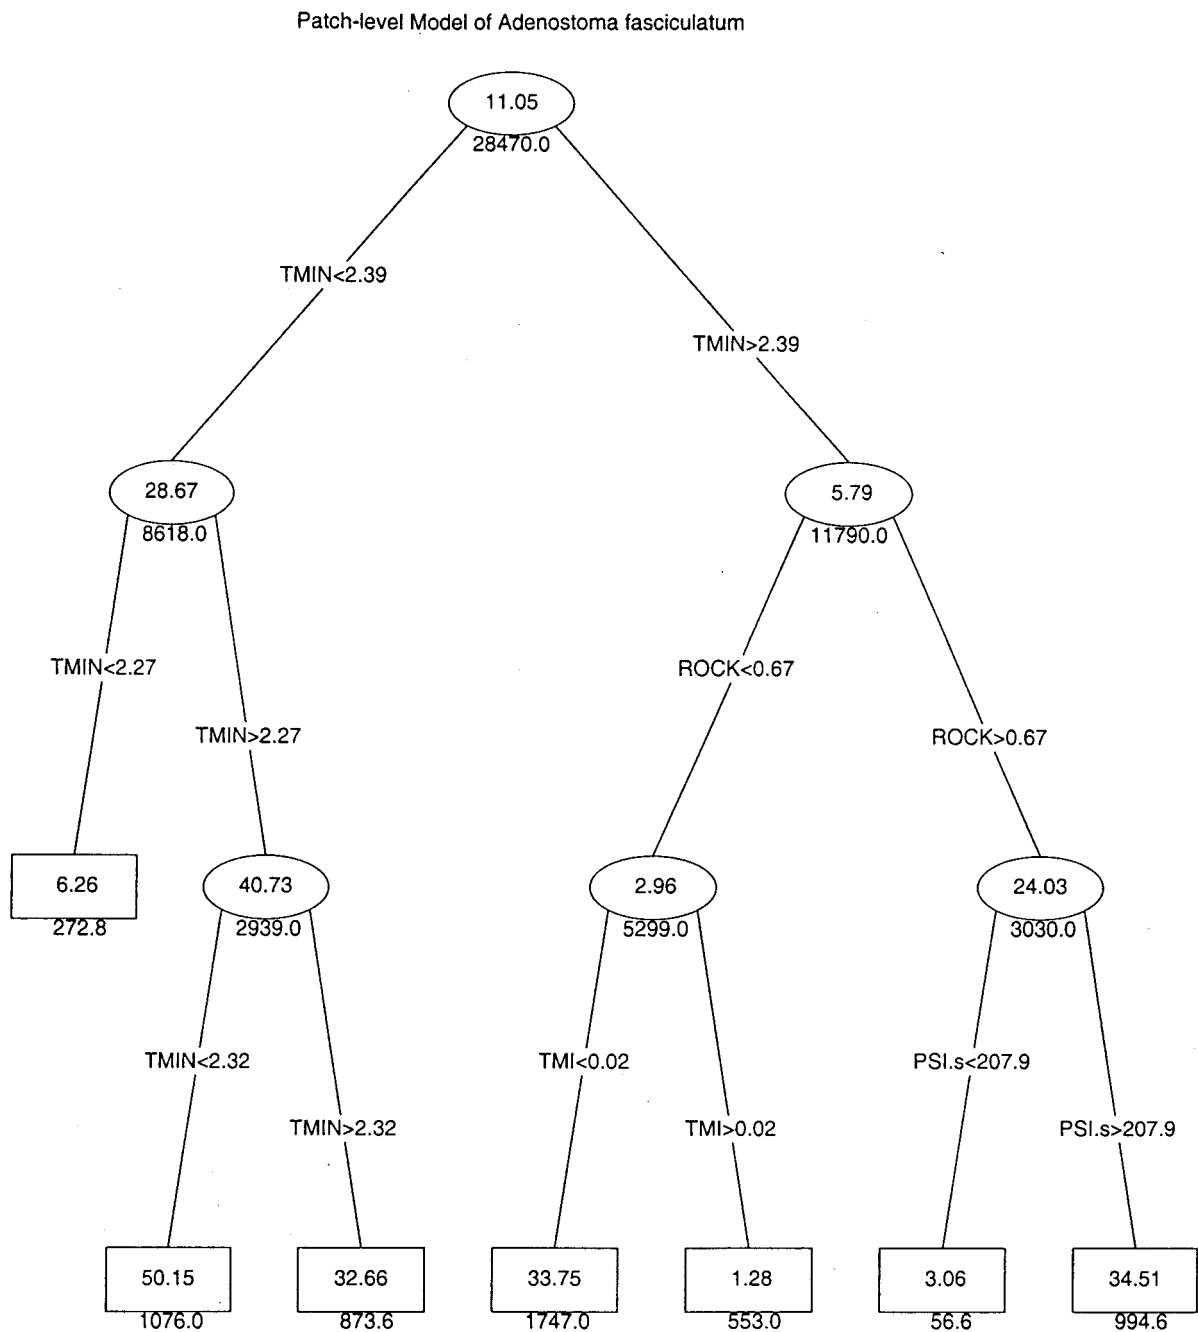 Patch-level Model of Adenostoma fasciculatum
11.05
28470.0
TMIN<2.39
TMIN>2.39
28.67
8618.0
5.79
11790.0
TMIN<2.27
ROCK<0.67
TMIN>2.27
ROCK>0.67
6.26
272.8
40.73
2939.0
2.96
5299.0
24.03
3030.0
TMIN<2.32
TMI<0.02
PSI.s<207.9
TMIN>2.32
TMI>0.02
PSI.s>207.9
50.15
1076.0
32.66
873.6
33.75
1747.0
1.28
553.0
3.06
56.6
34.51
994.6